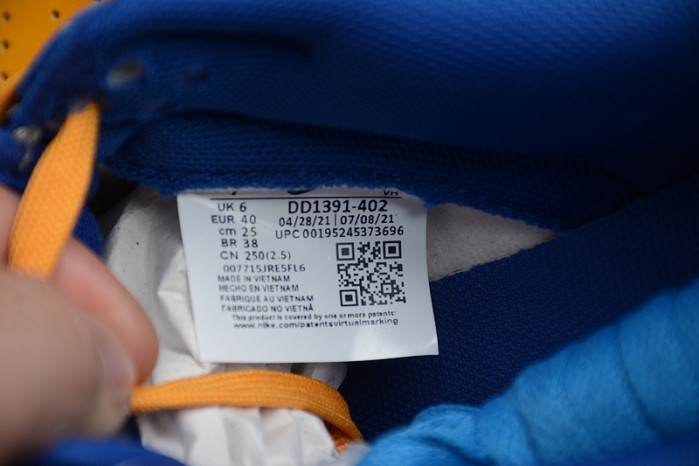 UK 6 DD1391-402
EUR 40 04/28/21 07/08/21
cm 25 UPC 00195245373696
BR 38
CN 250(2.5)
007715JRE5FL6
MADE IN VIETNAM
HECHO EN VIETNAM
FABRIQUE AU VIETNAM
FABRICADO NO VIETNÃ
This product is covered by one or more patents:
www.nike.com/patentsvirtualmarking